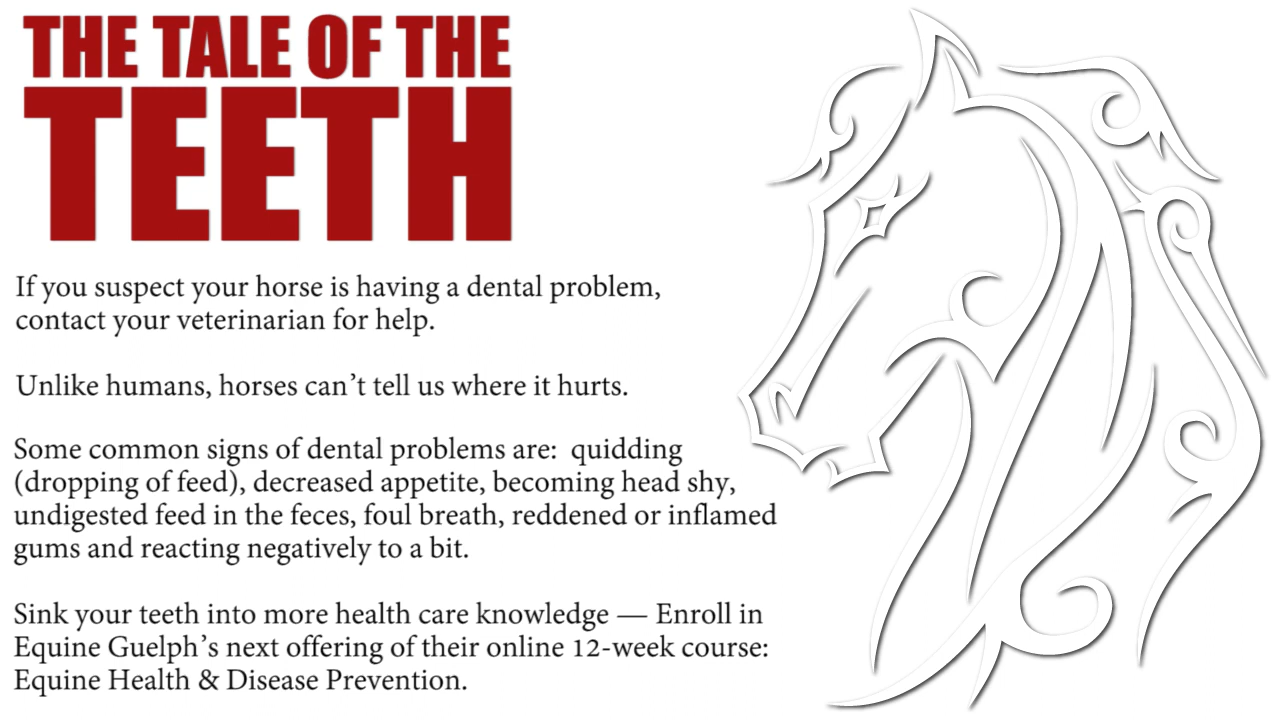 THE TALE OF THE
TEETH
If you suspect your horse is having a dental problem,
contact your veterinarian for help.
Unlike humans, horses can’t tell us where it hurts.
Some common signs of dental problems are:  quidding
(dropping of feed), decreased appetite, becoming head shy,
undigested feed in the feces, foul breath, reddened or inflamed
gums and reacting negatively to a bit.
Sink your teeth into more health care knowledge — Enroll in
Equine Guelph’s next offering of their online 12-week course:
Equine Health & Disease Prevention.